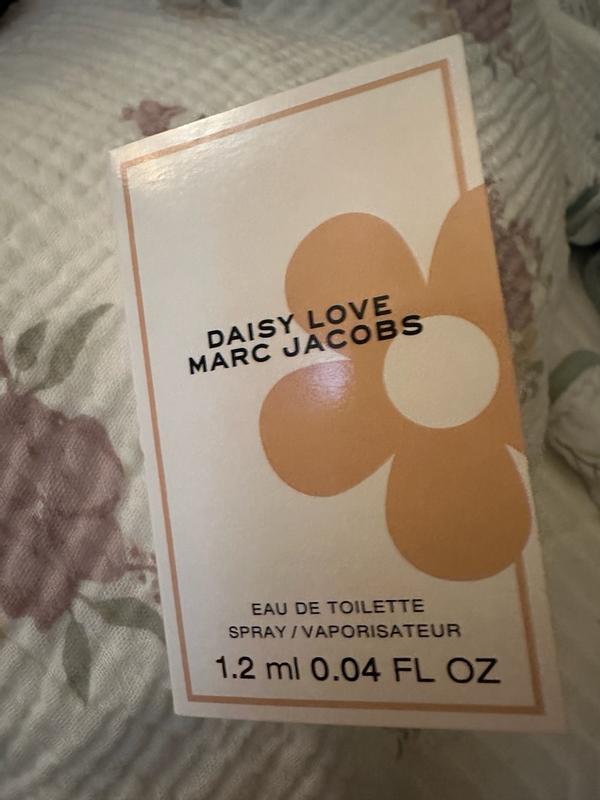 DAISY LOVE
MARC JACOBS
EAU DE TOILETTE
SPRAY / VAPORISATEUR
1.2 ml 0.04 FL OZ